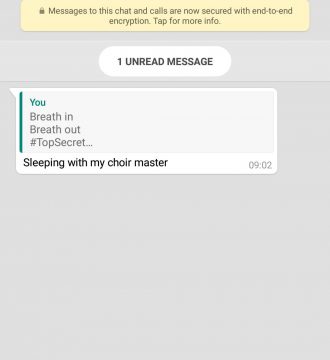 Messages to this chat and calls are now secured with end-to-end
encryption. Tap for more info.
1 UNREAD MESSAGE
You
Breath in
Breath out
#TopSecret...
Sleeping with my choir master
09:02